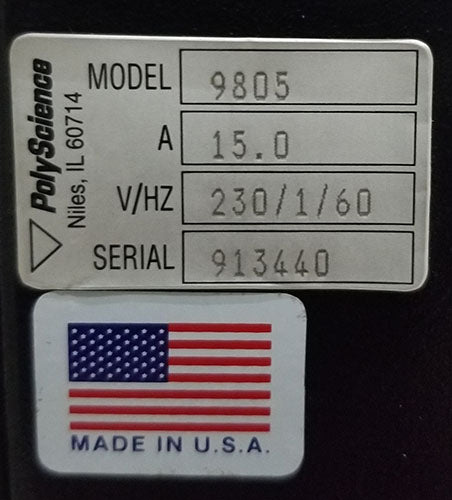 PolyScience
Niles, IL 60714
MODEL 9805
A 15.0
V/HZ 230/1/60
SERIAL 913440
MADE IN U.S.A.